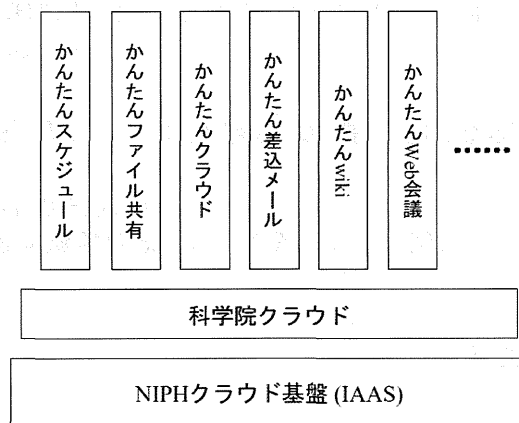 かんたんスケジュール
かんたんファイル共有
かんたんクラウド
かんたん差込メール
かんたんwiki
かんたんWeb会議
……
科学院クラウド
NIPHクラウド基盤 (IAAS)